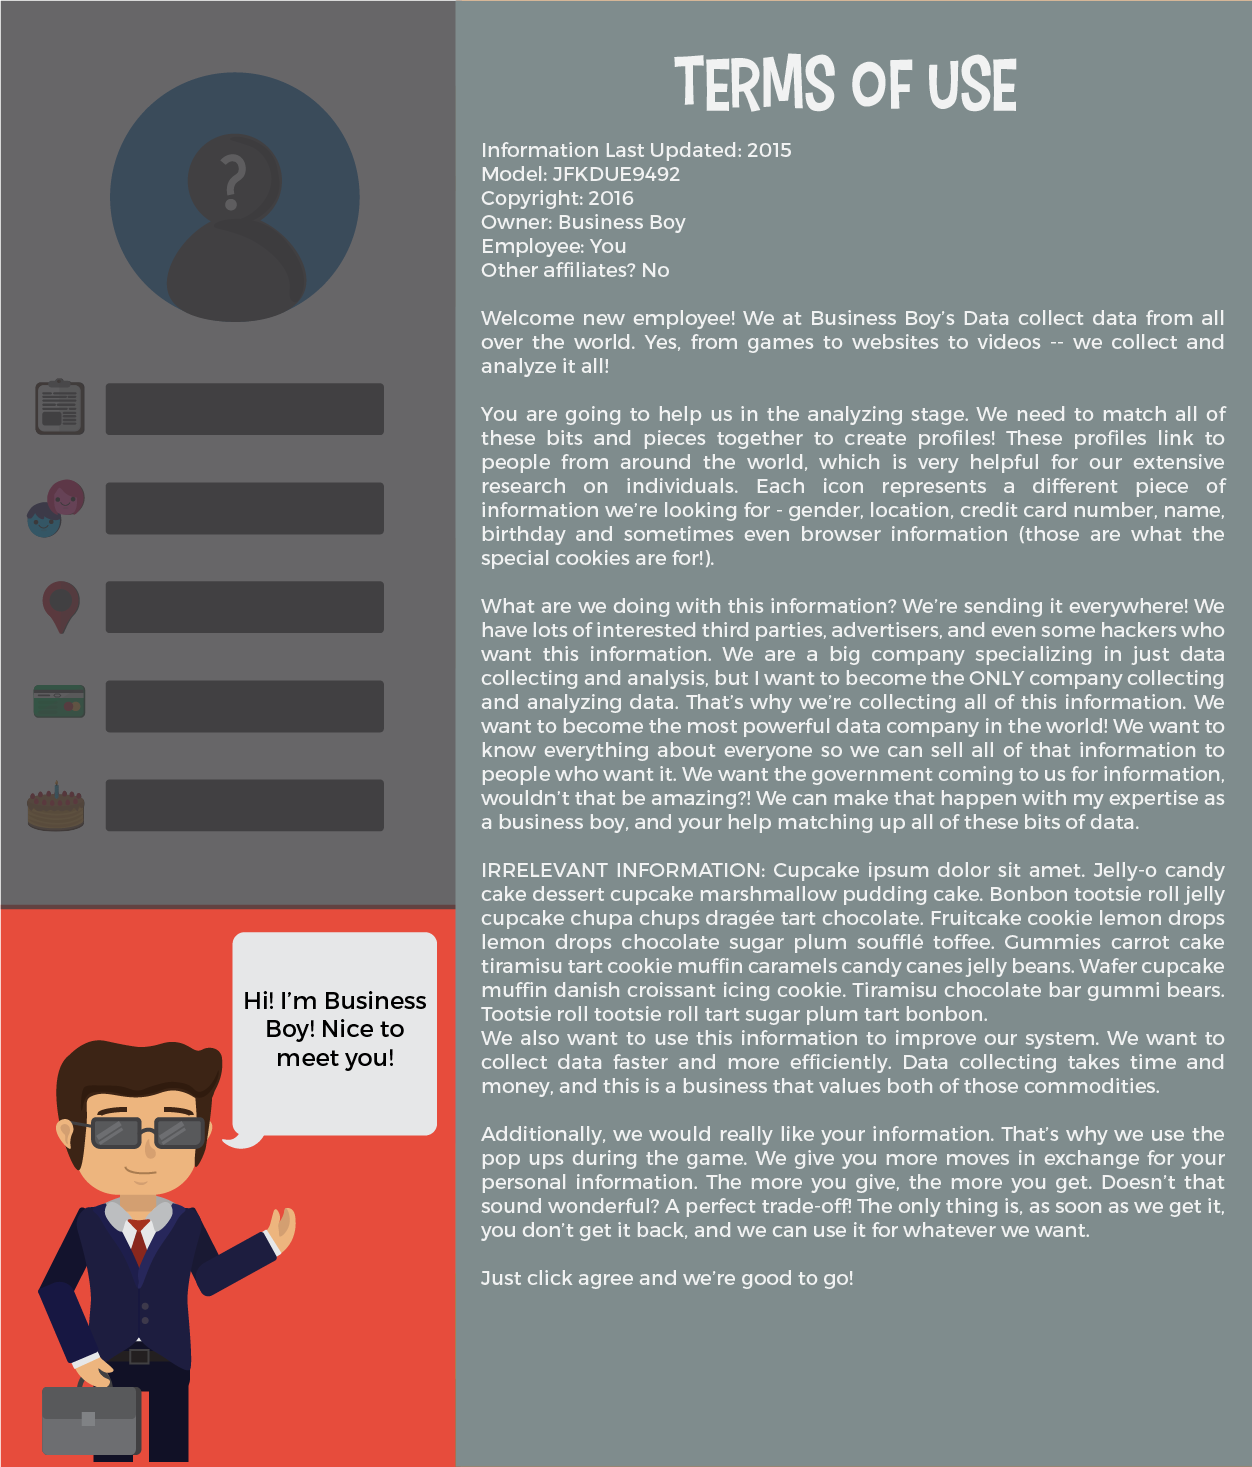 ?
TERMS OF USE
Information Last Updated: 2015
Model: JFKDUE9492
Copyright: 2016
Owner: Business Boy
Employee: You
Other affiliates? No
Welcome new employee! We at Business Boy's Data collect data from all
over the world. Yes, from games to websites to videos -- we collect and
analyze it all!
You are going to help us in the analyzing stage. We need to match all of
these bits and pieces together to create profiles! These profiles link to
people from around the world, which is very helpful for our extensive
research on individuals. Each icon represents a different piece of
information we're looking for - gender, location, credit card number, name,
birthday and sometimes even browser information (those are what the
special cookies are for!).
What are we doing with this information? We're sending it everywhere! We
have lots of interested third parties, advertisers, and even some hackers who
want this information. We are a big company specializing in just data
collecting and analysis, but I want to become the ONLY company collecting
and analyzing data. That's why we're collecting all of this information. We
want to become the most powerful data company in the world! We want to
know everything about everyone so we can sell all of that information to
people who want it. We want the government coming to us for information,
wouldn't that be amazing?! We can make that happen with my expertise as
a business boy, and your help matching up all of these bits of data.
IRRELEVANT INFORMATION: Cupcake ipsum dolor sit amet. Jelly-o candy
cake dessert cupcake marshmallow pudding cake. Bonbon tootsie roll jelly
cupcake chupa chups dragée tart chocolate. Fruitcake cookie lemon drops
lemon drops chocolate sugar plum soufflé toffee. Gummies carrot cake
tiramisu tart cookie muffin caramels candy canes jelly beans. Wafer cupcake
muffin danish croissant icing cookie. Tiramisu chocolate bar gummi bears.
Tootsie roll tootsie roll tart sugar plum tart bonbon.
We also want to use this information to improve our system. We want to
collect data faster and more efficiently. Data collecting takes time and
money, and this is a business that values both of those commodities.
Additionally, we would really like your information. That's why we use the
pop ups during the game. We give you more moves in exchange for your
personal information. The more you give, the more you get. Doesn't that
sound wonderful? A perfect trade-off! The only thing is, as soon as we get it,
you don't get it back, and we can use it for whatever we want.
Just click agree and we're good to go!
Hi! I'm Business
Boy! Nice to
meet you!